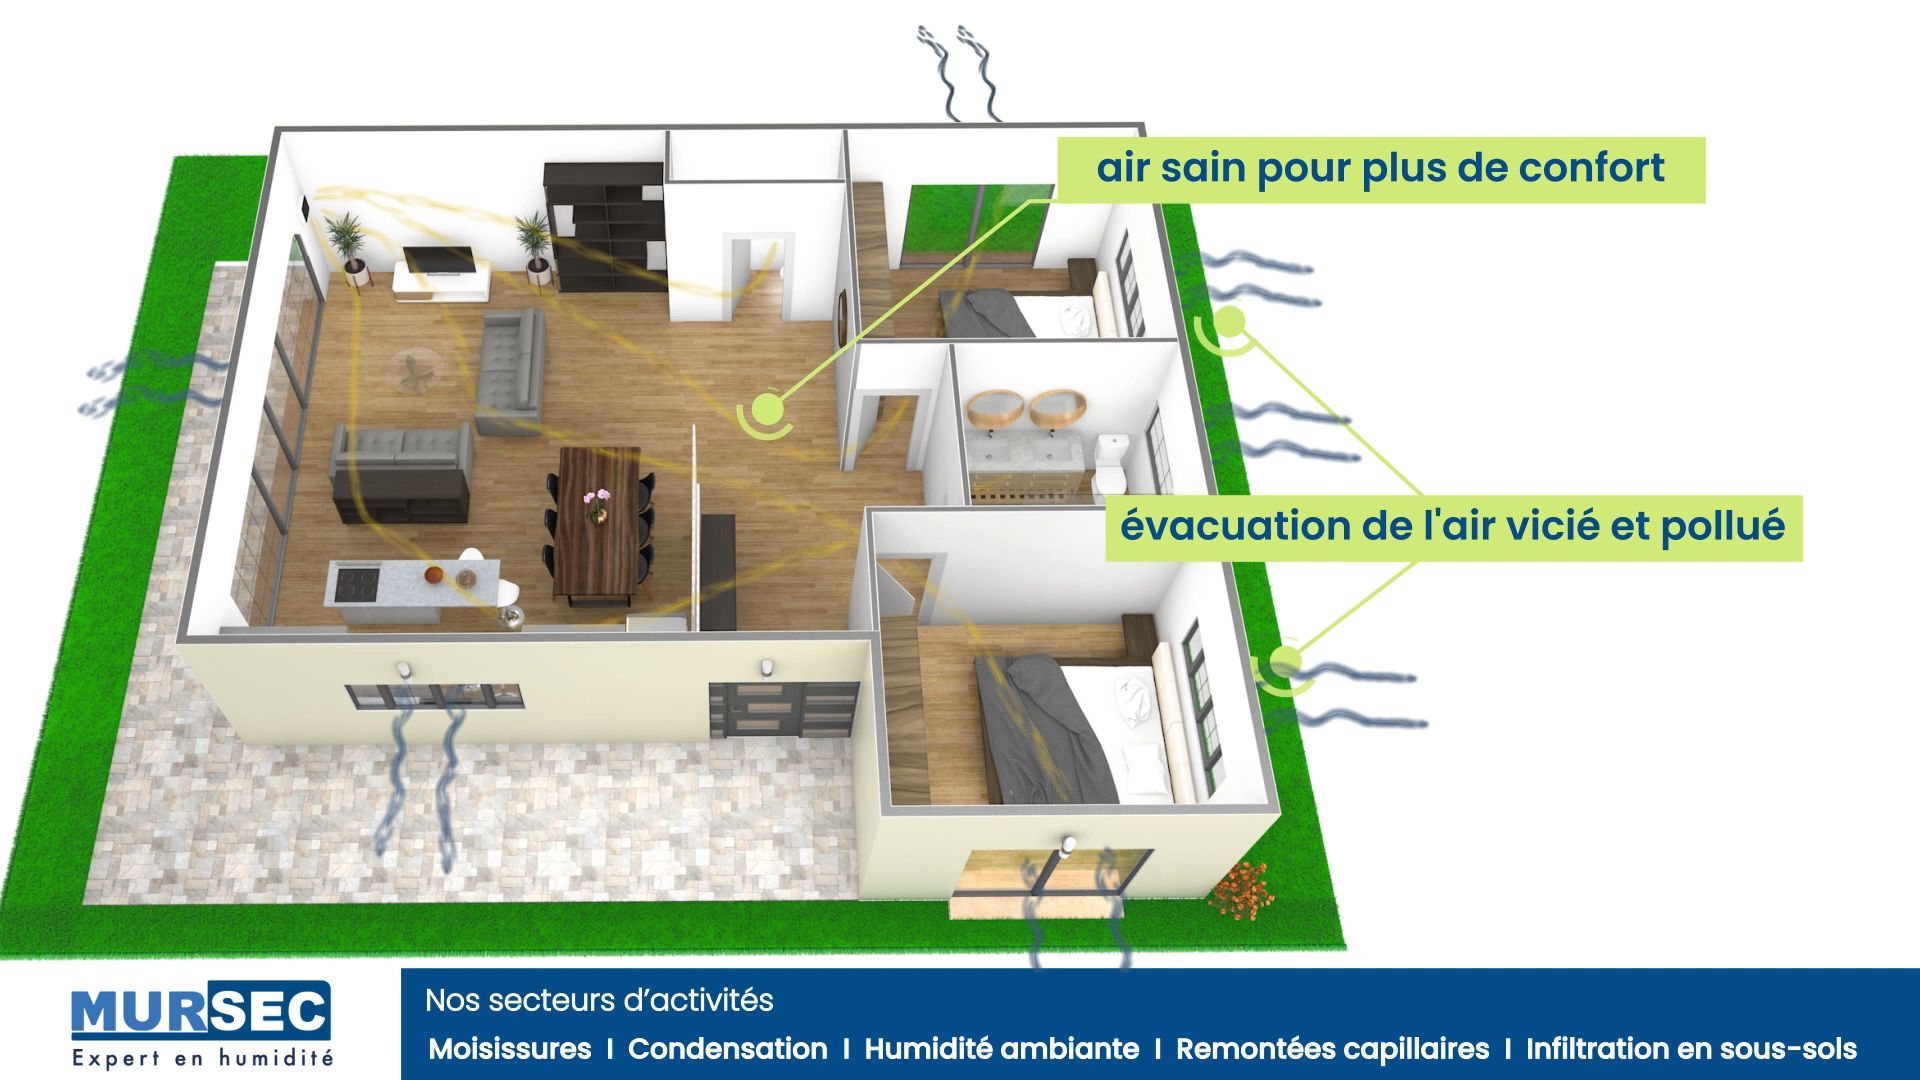 air sain pour plus de confort
évacuation de l'air vicié et pollué
MURSEC
Expert en humidité
Nos secteurs d’activités
Moisissures I Condensation I Humidité ambiante I Remontées capillaires I Infiltration en sous-sols